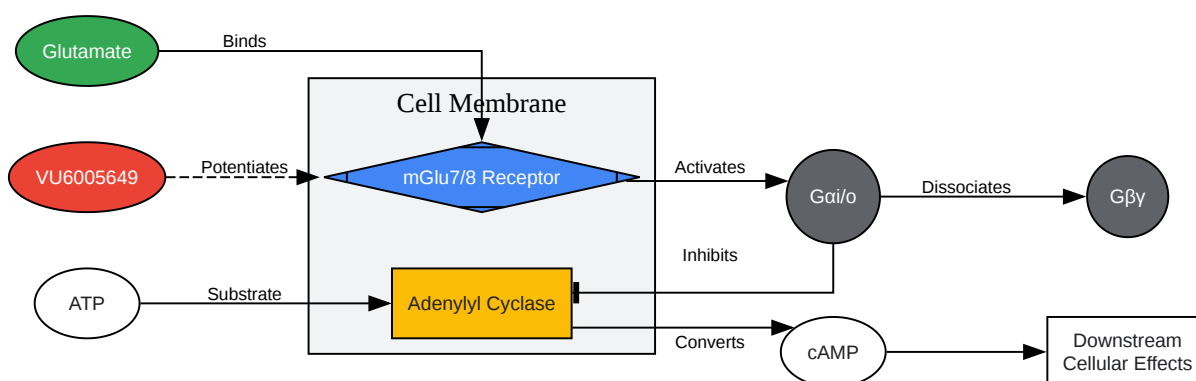 Glutamate
Binds
Cell Membrane
VU6005649
Potentiates
mGlu7/8 Receptor
Activates
Gαi/o
Dissociates
Gβγ
Inhibits
ATP
Substrate
Adenylyl Cyclase
Converts
cAMP
Downstream
Cellular Effects